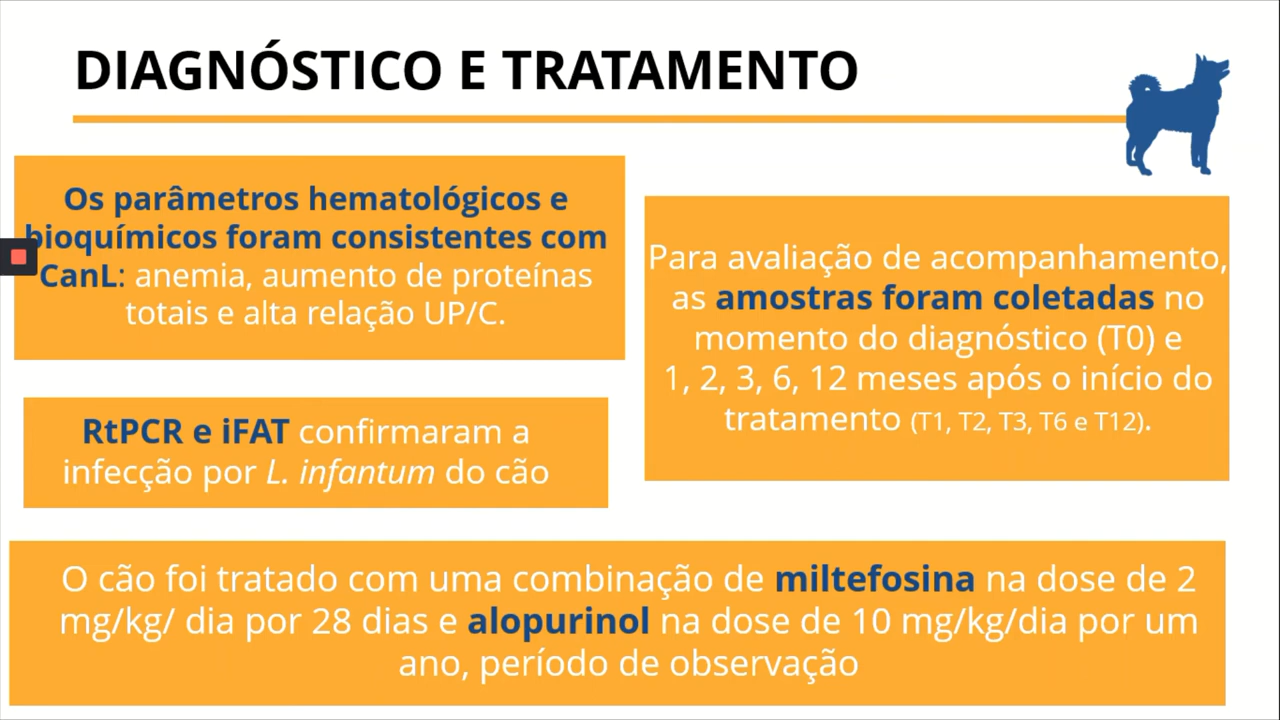 DIAGNÓSTICO E TRATAMENTO
Os parâmetros hematológicos e
bioquímicos foram consistentes com
CanL: anemia, aumento de proteínas
totais e alta relação UP/C.
RtPCR e iFAT confirmaram a
infecção por L. infantum do cão
Para avaliação de acompanhamento,
as amostras foram coletadas no
momento do diagnóstico (T0) e
1, 2, 3, 6, 12 meses após o início do
tratamento (T1, T2, T3, T6 e T12).
O cão foi tratado com uma combinação de miltefosina na dose de 2
mg/kg/ dia por 28 dias e alopurinol na dose de 10 mg/kg/dia por um
ano, período de observação